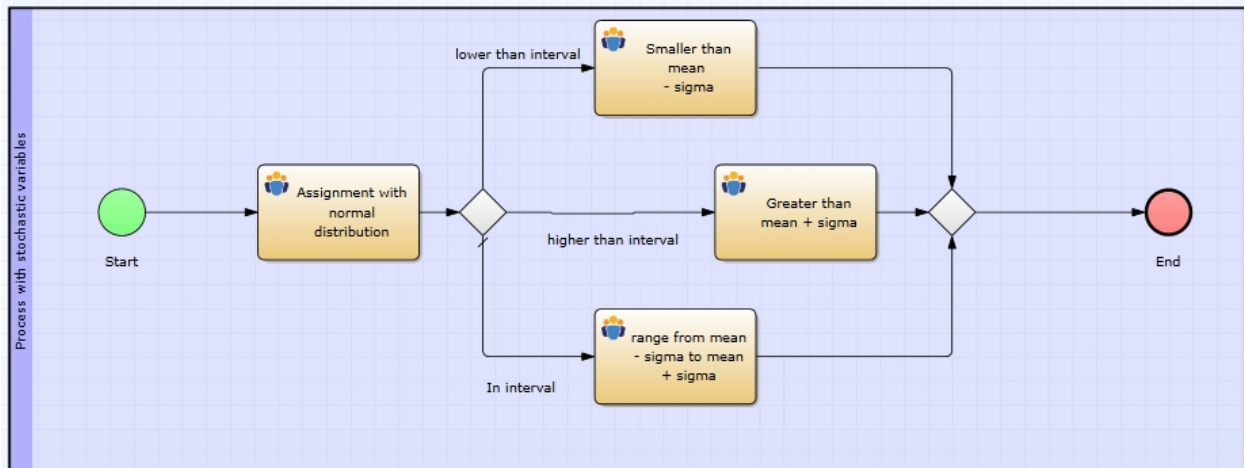 Process with stochastic variables
Start
Assignment with
normal
distribution
lower than interval
Smaller than
mean
- sigma
higher than interval
Greater than
mean + sigma
In interval
range from mean
- sigma to mean
+ sigma
End